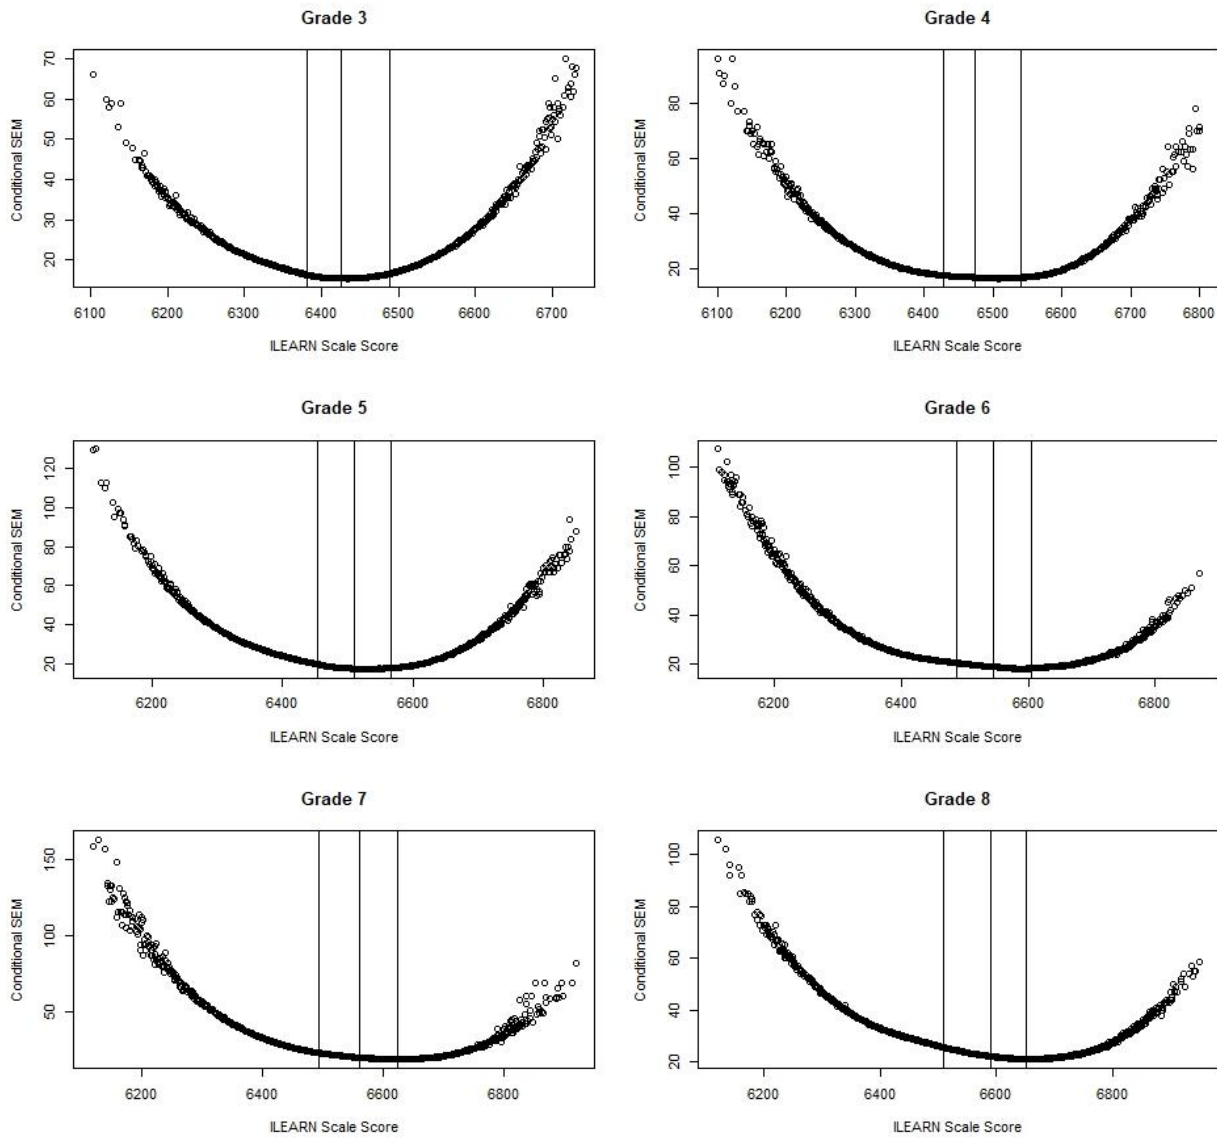 Grade 3
Conditional SEM
70
60
50
40
30
20
6100 6200 6300 6400 6500 6600 6700
ILEARN Scale Score
Grade 4
Conditional SEM
80
60
40
20
6100 6200 6300 6400 6500 6600 6700 6800
ILEARN Scale Score
Grade 5
Conditional SEM
120
100
80
60
40
20
6200 6400 6600 6800
ILEARN Scale Score
Grade 6
Conditional SEM
100
80
60
40
20
6200 6400 6600 6800
ILEARN Scale Score
Grade 7
Conditional SEM
150
100
50
6200 6400 6600 6800
ILEARN Scale Score
Grade 8
Conditional SEM
100
80
60
40
20
6200 6400 6600 6800
ILEARN Scale Score